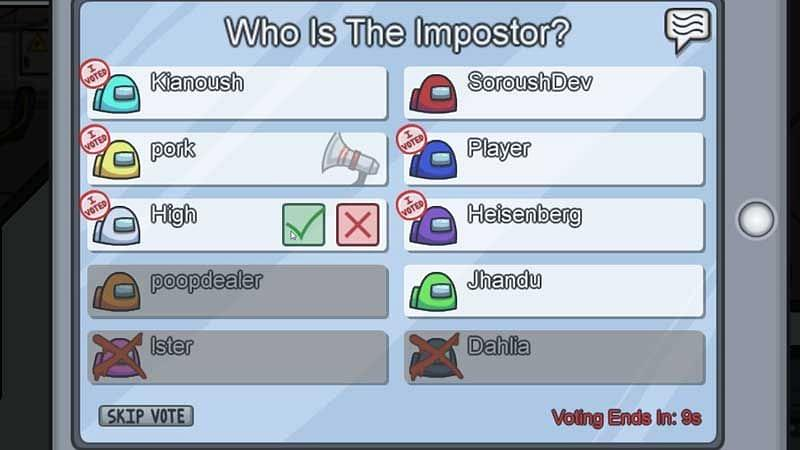 Who Is The Impostor?
I VOTED
Kianoush
SoroushDev
I VOTED
pork
I VOTED
Player
I VOTED
High
I VOTED
Heisenberg
poopdealer
Jhandu
Ister
Dahlia
SKIP VOTE
Voting Ends In: 9s